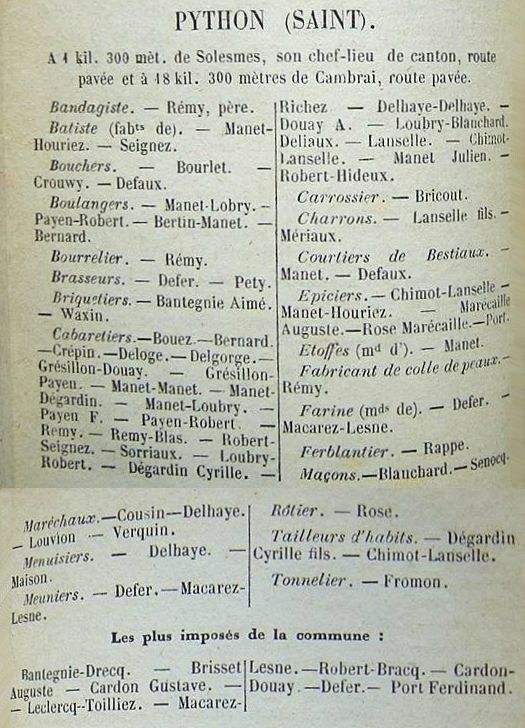 PYTHON (SAINT).
A 1 kil. 300 mèt. de Solesmes, son chef-lieu de canton, route
pavée et à 18 kil. 300 mètres de Cambrai, route pavée.
Bandagiste. — Rémy, père.
Batiste (fabts de). — Manet-
Houriez. — Seignez.
Bouchers. — Bourlet. —
Crouwy. — Defaux.
Boulangers. — Manet-Lobry. —
Payen-Robert. — Bertin-Manet. —
Bernard.
Bourrelier. — Rémy.
Brasseurs. — Defer. — Pety.
Briquetiers. — Bantegnie Aimé.
— Waxin.
Cabaretiers. — Bouez. — Bernard.
— Crépin. — Deloge. — Delgorge. —
Grésillon-Douay. — Grésillon-
Payen. — Manet-Manet. — Manet-
Dégardin. — Manet-Loubry. —
Payen F. — Payen-Robert. —
Remy. — Remy-Blas. — Robert-
Seignez. — Sorriaux. — Loubry-
Robert. — Dégardin Cyrille. —
Richez — Delhaye-Delhaye. —
Douay A. — Loubry-Blanchard.
Deliaux. — Lanselle. — Chimot-
Lanselle. — Manet Julien. —
Robert-Hideux.
Carrossier. — Bricout.
Charrons. — Lanselle fils. —
Mériaux.
Courtiers de Bestiaux. —
Manet. — Defaux.
Epiciers. — Chimot-Lanselle —
Manet-Houriez. — Marécaille
Auguste. — Rose Marécaille. — Port.
Etoffes (md d'). — Manet.
Fabricant de colle de peaux. —
Rémy.
Farine (mds de). — Defer. —
Macarez-Lesne.
Ferblantier. — Rappe.
Maçons. — Blanchard. — Senocq.
Maréchaux. — Cousin — Delhaye.
— Louvion — Verquin.
Menuisiers. — Delhaye. —
Maison.
Meuniers. — Defer. — Macarez-
Lesne.
Rôtier. — Rose.
Tailleurs d'habits. — Dégardin
Cyrille fils. — Chimot-Lanselle.
Tonnelier. — Fromon.
Les plus imposés de la commune :
Bantegnie-Drecq. — Brisset
Auguste — Cardon Gustave. —
— Leclercq--Toilliez. — Macarez-
Lesne. — Robert-Bracq. — Cardon-
Douay. — Defer. — Port Ferdinand.